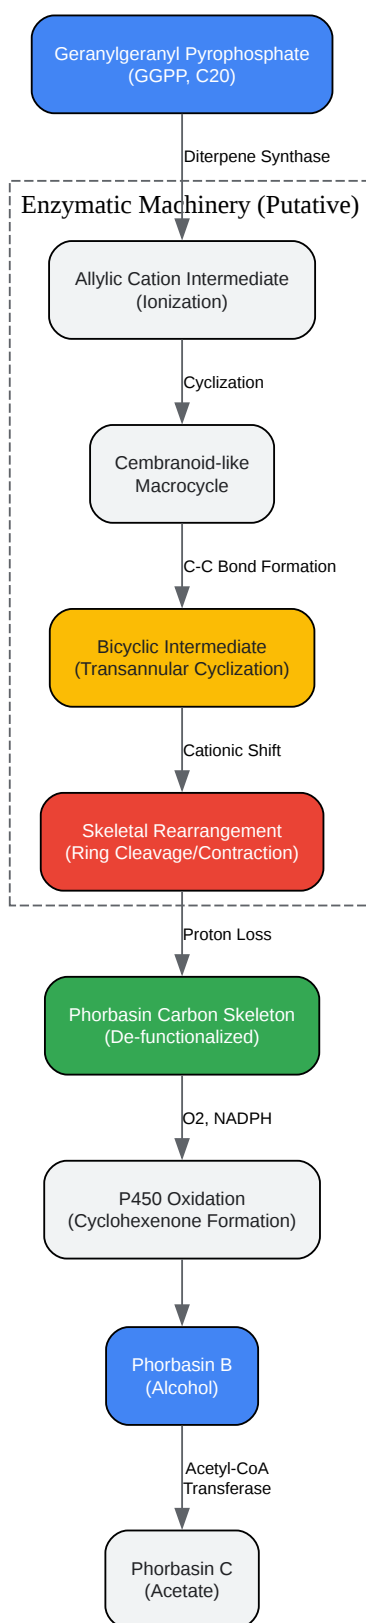 Geranylgeranyl Pyrophosphate
(GGPP, C20)
Diterpene Synthase
Enzymatic Machinery (Putative)
Allylic Cation Intermediate
(Ionization)
Cyclization
Cembranoid-like
Macrocycle
C-C Bond Formation
Bicyclic Intermediate
(Transannular Cyclization)
Cationic Shift
Skeletal Rearrangement
(Ring Cleavage/Contraction)
Proton Loss
Phorbasin Carbon Skeleton
(De-functionalized)
O2, NADPH
P450 Oxidation
(Cyclohexenone Formation)
Phorbasin B
(Alcohol)
Acetyl-CoA
Transferase
Phorbasin C
(Acetate)